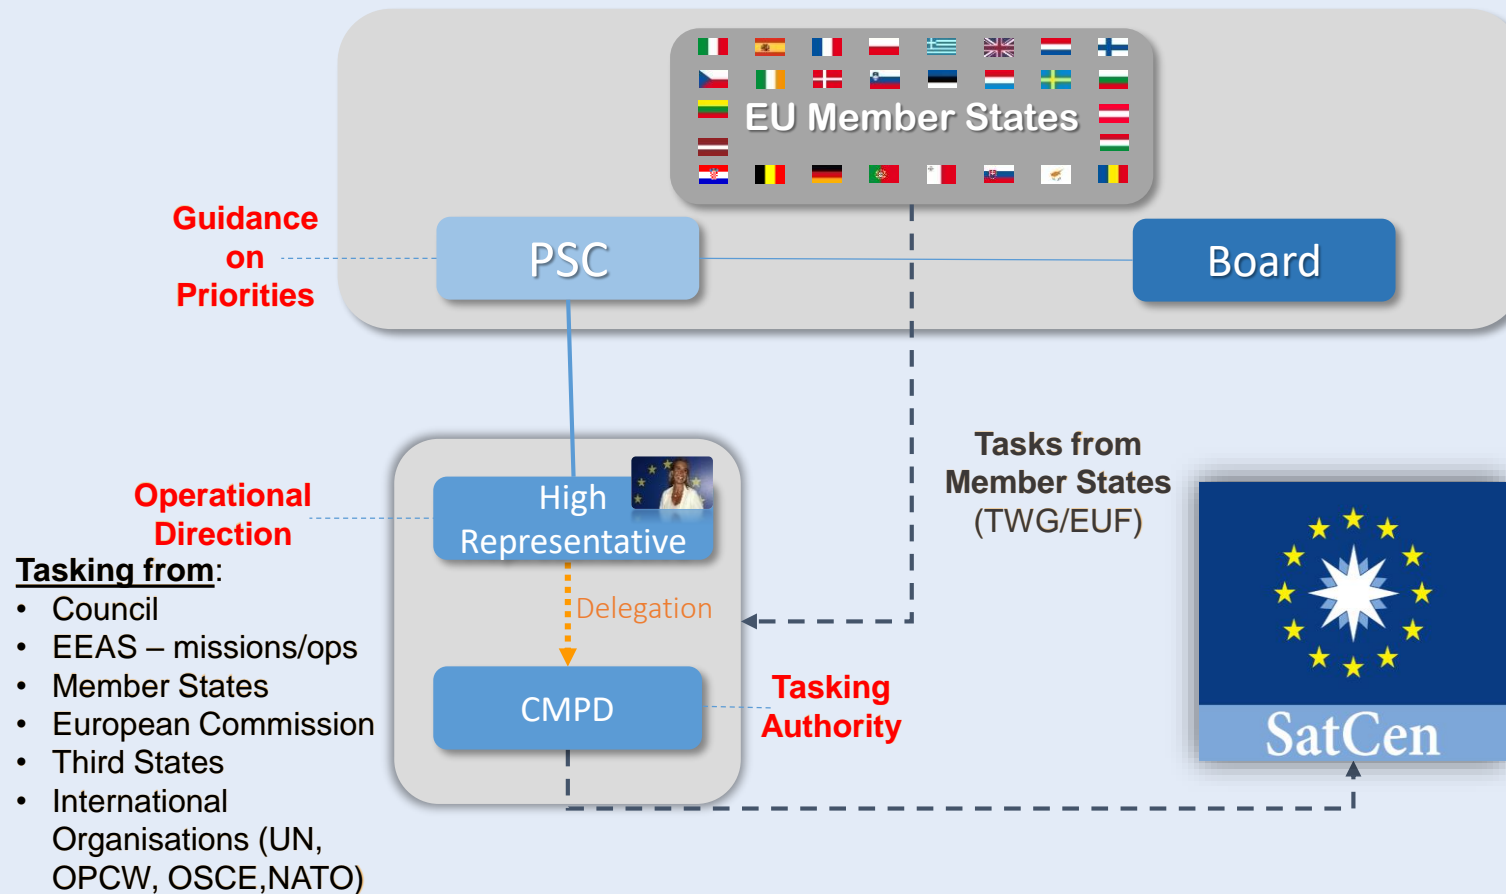 EU Member States
Guidance
on
Priorities
PSC
Board
Tasks from
Member States
(TWG/EUF)
Operational
Direction
High
Representative
Delegation
Tasking from:
• Council
• EEAS – missions/ops
• Member States
• European Commission
• Third States
• International
Organisations (UN,
OPCW, OSCE,NATO)
CMPD
Tasking
Authority
SatCen